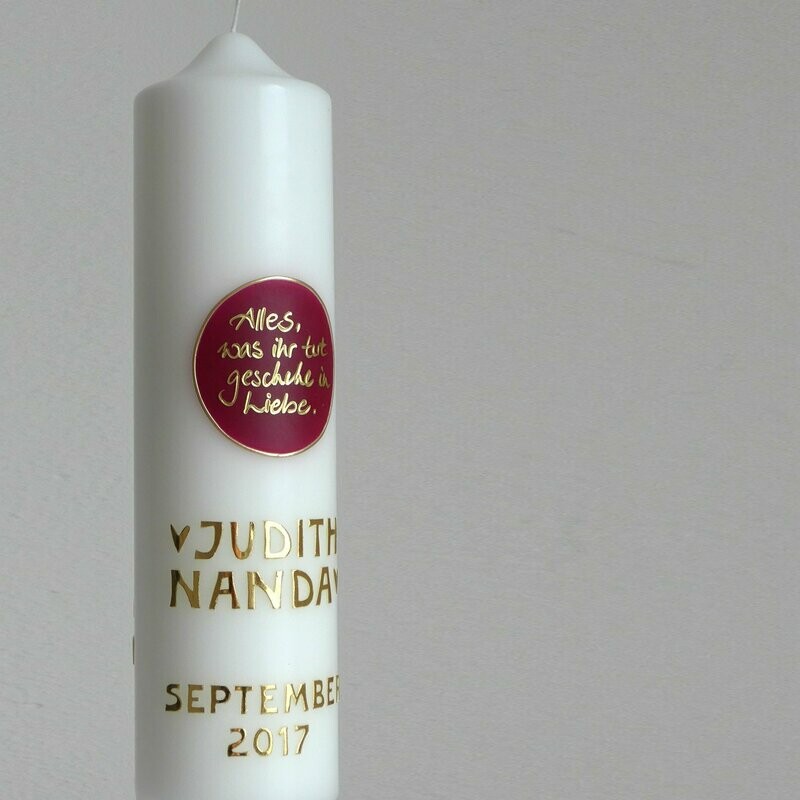 Alles,
was ihr tut
geschehe in
Liebe.
♥JUDITH
NANDA♥
SEPTEMBER
2017